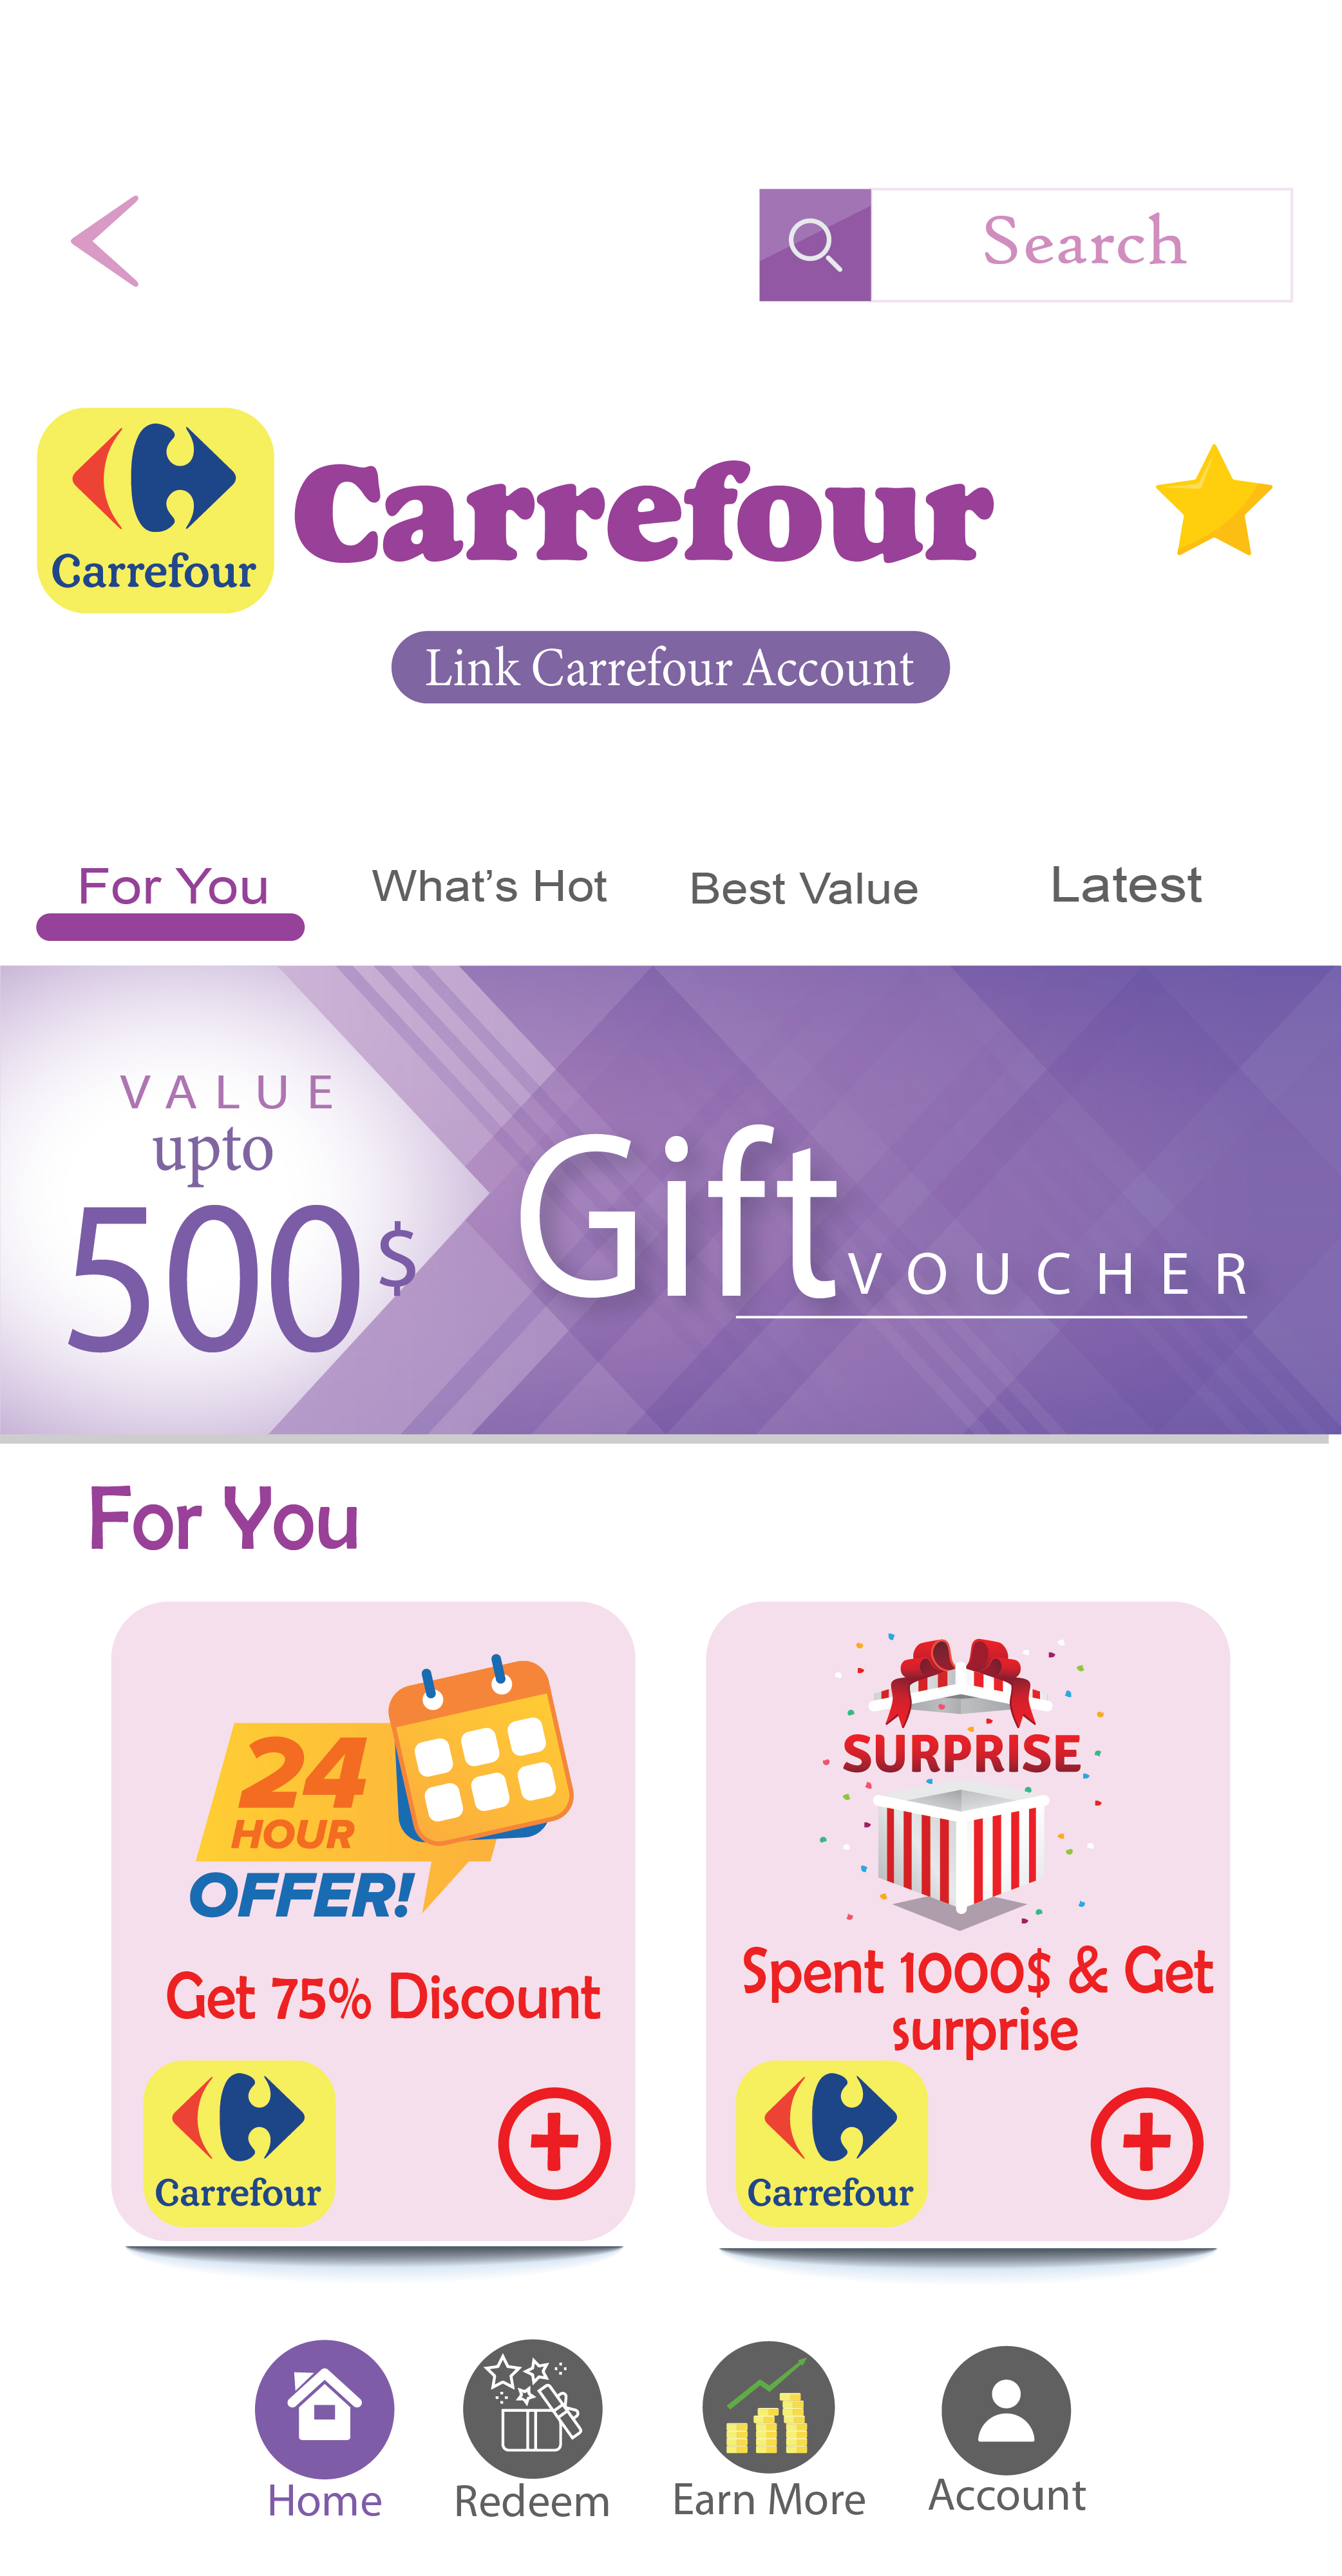 Search
Carrefour
Carrefour
Link Carrefour Account
For You
What's Hot
Best Value
Latest
VALUE
upto
500$
Gift VOUCHER
For You
24
HOUR
OFFER!
Get 75% Discount
Carrefour
SURPRISE
Spent 1000$ & Get
surprise
Carrefour
Home
Redeem
Earn More
Account